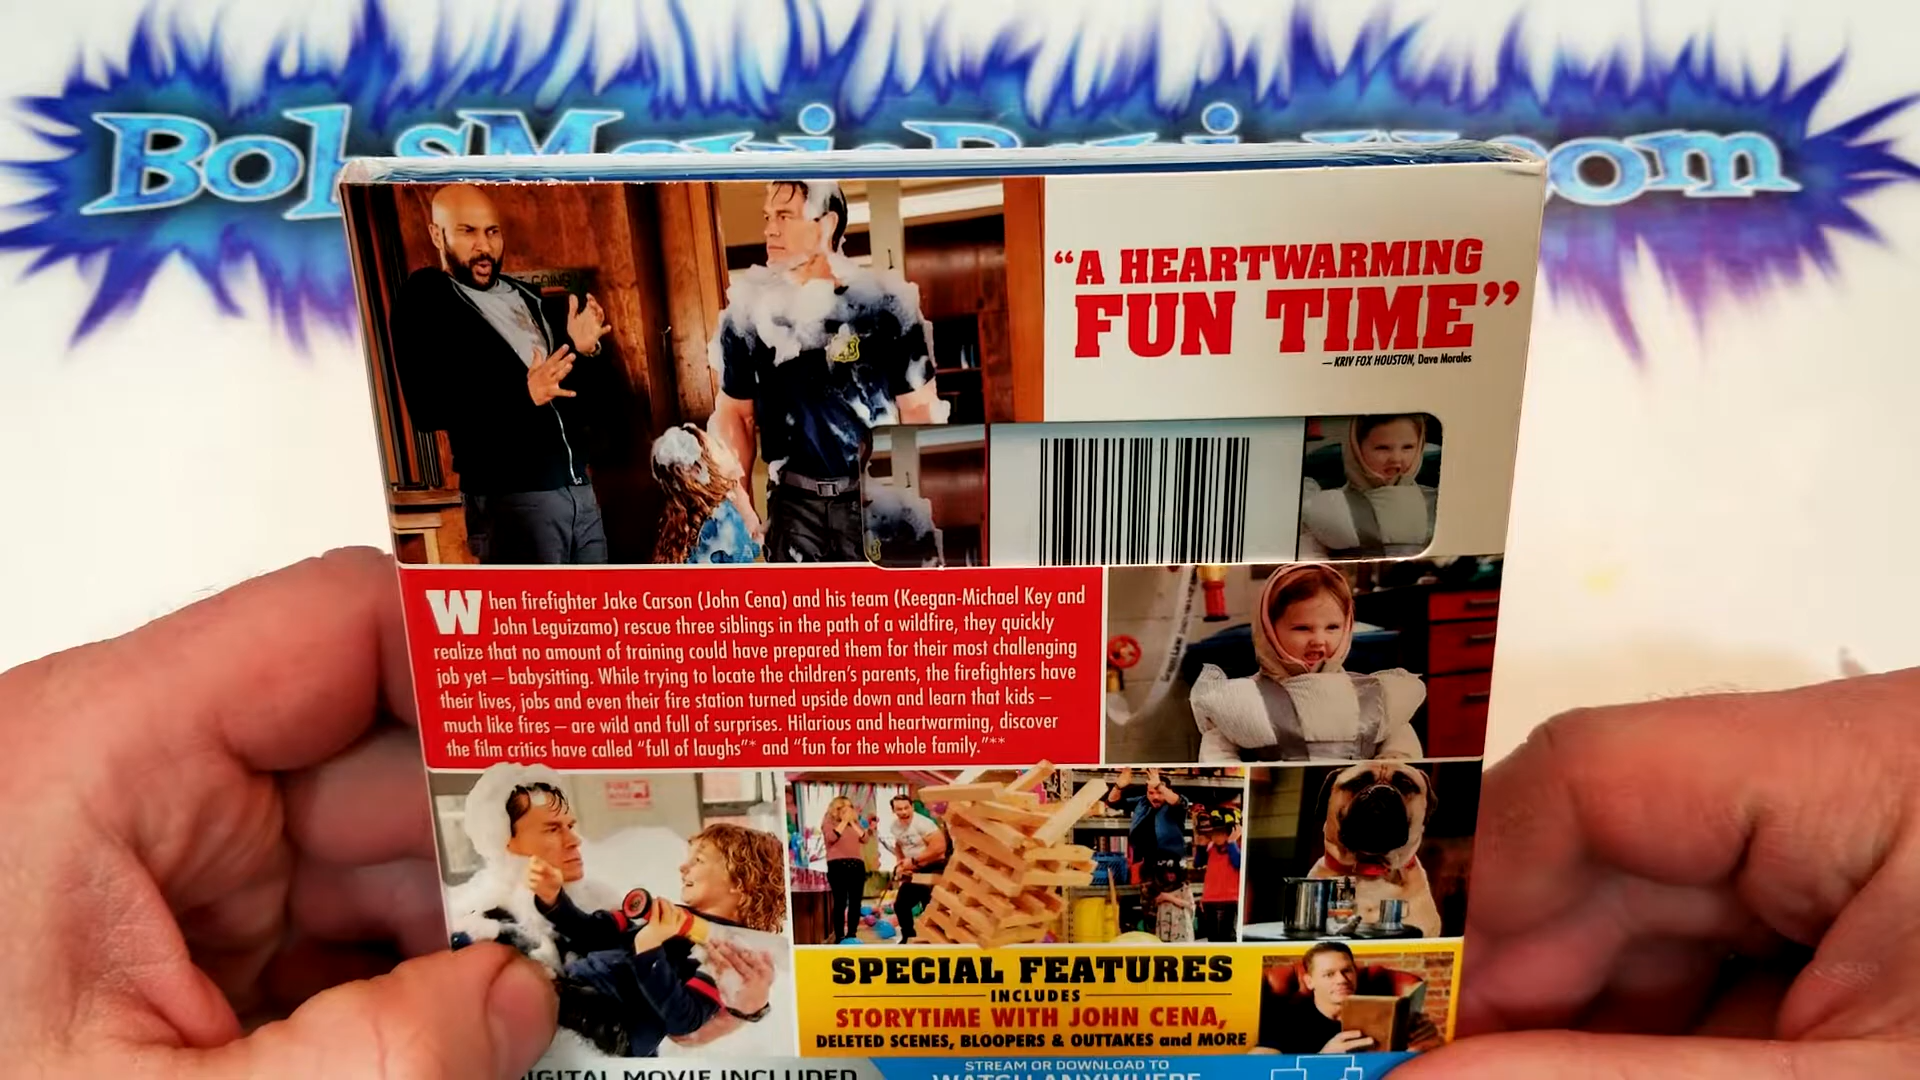 “A HEARTWARMING
FUN TIME”
— KRIV FOX HOUSTON, Dave Morales
When firefighter Jake Carson (John Cena) and his team (Keegan-Michael Key and
John Leguizamo) rescue three siblings in the path of a wildfire, they quickly
realize that no amount of training could have prepared them for their most challenging
job yet – babysitting. While trying to locate the children’s parents, the firefighters have
their lives, jobs and even their fire station turned upside down and learn that kids –
much like fires – are wild and full of surprises. Hilarious and heartwarming, discover
the film critics have called “full of laughs”* and “fun for the whole family.”**
SPECIAL FEATURES
INCLUDES
STORYTIME WITH JOHN CENA,
DELETED SCENES, BLOOPERS & OUTTAKES and MORE
DIGITAL MOVIE INCLUDED
STREAM OR DOWNLOAD TO
WATCH ANYWHERE